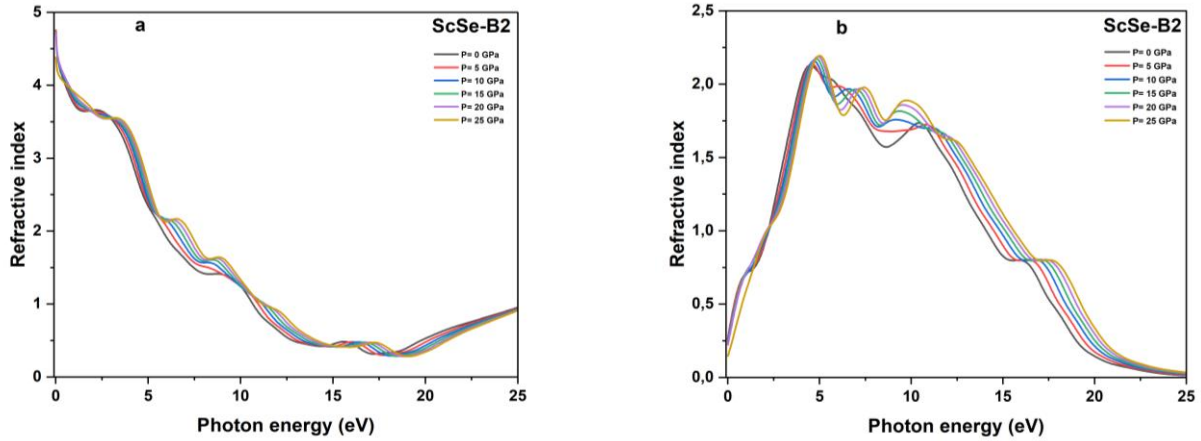 a
ScSe-B2
P= 0 GPa
P= 5 GPa
P= 10 GPa
P= 15 GPa
P= 20 GPa
P= 25 GPa
Refractive index
5
4
3
2
1
0
0
5
10
15
20
25
Photon energy (eV)
b
ScSe-B2
P= 0 GPa
P= 5 GPa
P= 10 GPa
P= 15 GPa
P= 20 GPa
P= 25 GPa
Refractive index
2,5
2,0
1,5
1,0
0,5
0,0
0
5
10
15
20
25
Photon energy (eV)